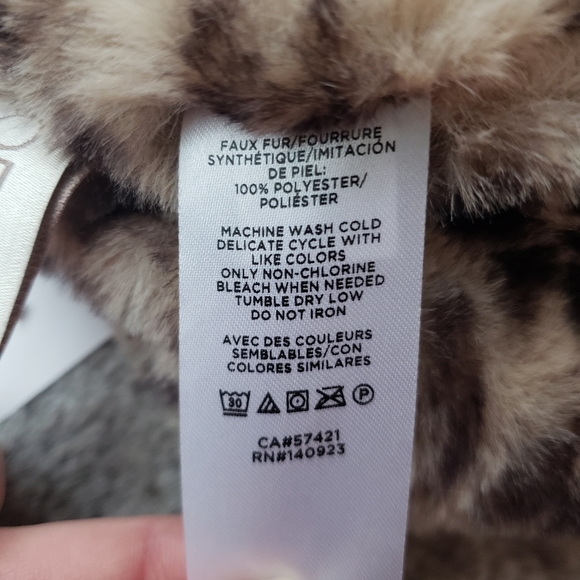 FAUX FUR/FOURRURE
SYNTHÉTIQUE/IMITACIÓN
DE PIEL:
100% POLYESTER/
POLIÉSTER
MACHINE WASH COLD
DELICATE CYCLE WITH
LIKE COLORS
ONLY NON-CHLORINE
BLEACH WHEN NEEDED
TUMBLE DRY LOW
DO NOT IRON
AVEC DES COULEURS
SEMBLABLES/CON
COLORES SIMILARES
30 P
CA#57421
RN#140923